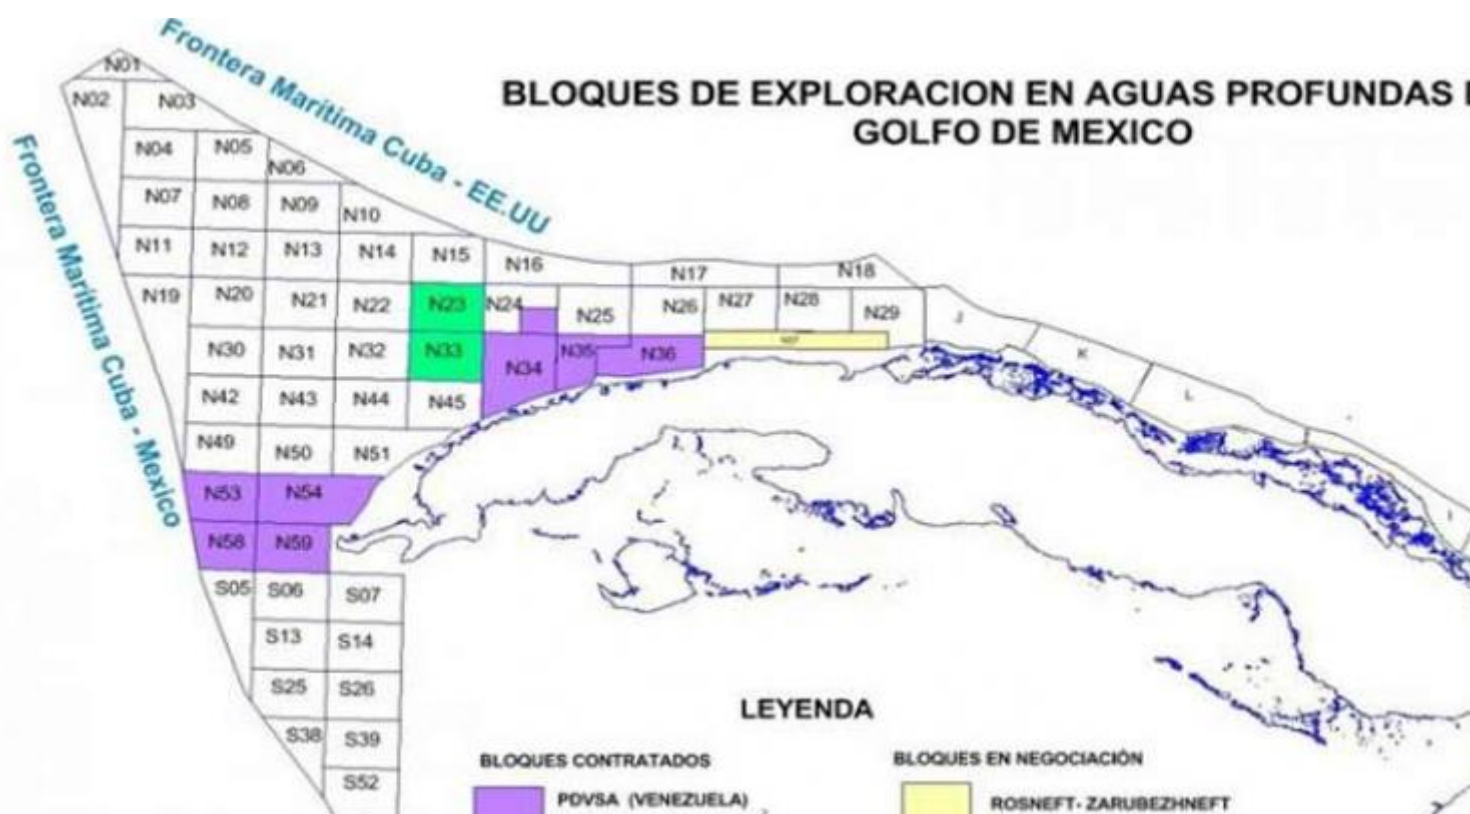 Frontera Marítima Cuba - EE.UU
Frontera Marítima Cuba - Mexico
BLOQUES DE EXPLORACION EN AGUAS PROFUNDAS
GOLFO DE MEXICO
N01
N02 N03
N04 N05 N06
N07 N08 N09 N10
N11 N12 N13 N14 N15 N16 N17 N18
N19 N20 N21 N22 N23 N24 N25 N26 N27 N28 N29
J
K
L
N30 N31 N32 N33 N34 N35 N36
N42 N43 N44 N45
N49 N50 N51
N53 N54
N58 N59
S05 S06 S07
S13 S14
S25 S26
S38 S39
S52
LEYENDA
BLOQUES CONTRATADOS
PDVSA (VENEZUELA)
BLOQUES EN NEGOCIACIÓN
ROSNEFT- ZARUBEZHNEFT